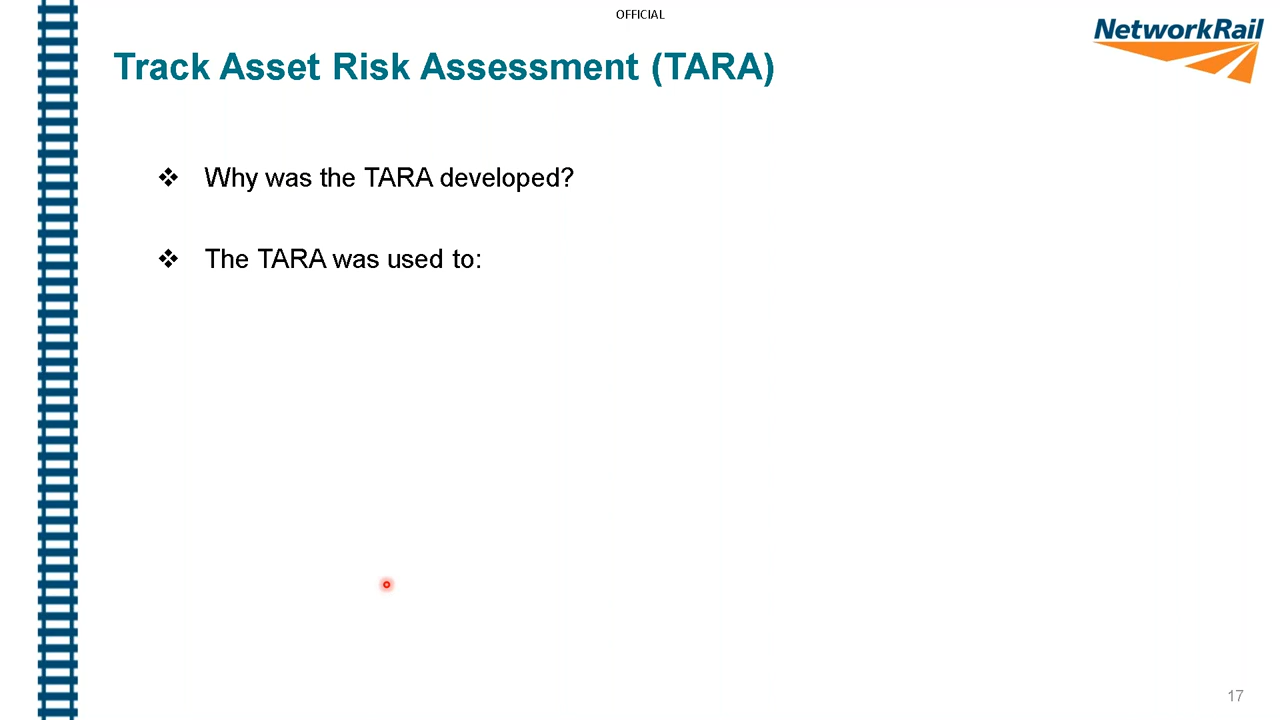 OFFICIAL
NetworkRail
Track Asset Risk Assessment (TARA)
❖ Why was the TARA developed?
❖ The TARA was used to:
17